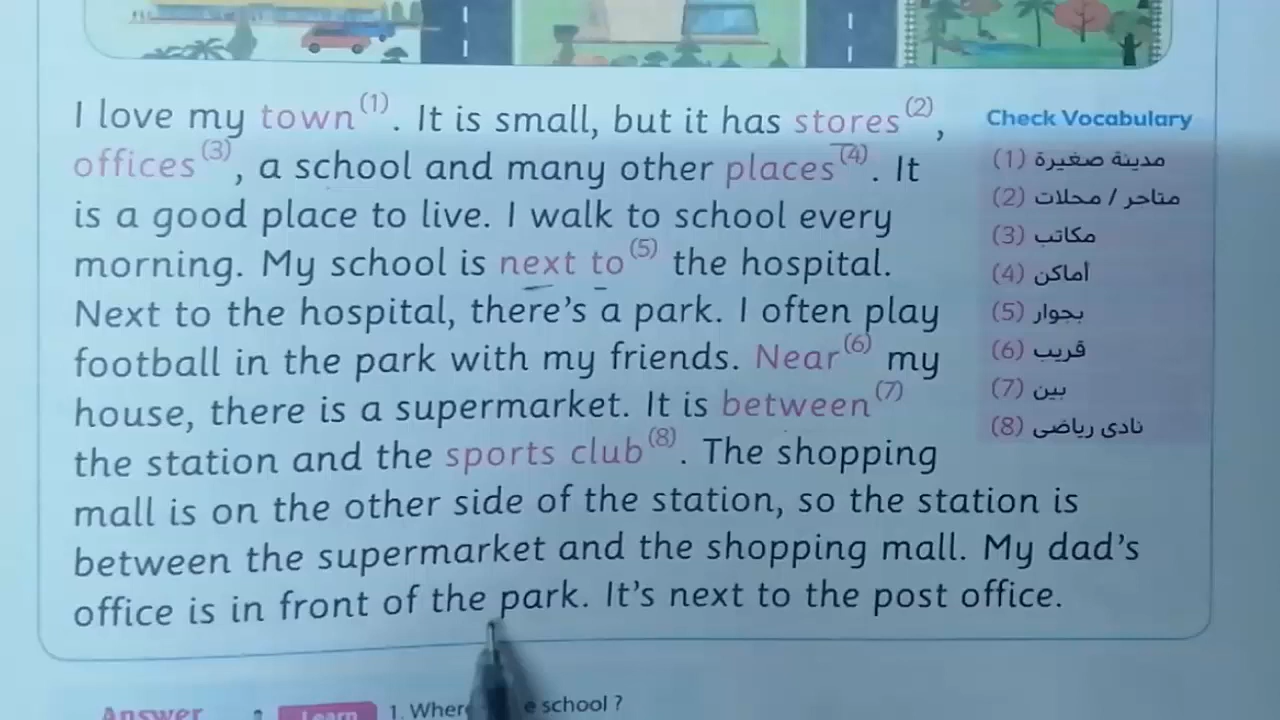 I love my town(1). It is small, but it has stores(2),
offices(3), a school and many other places(4). It
is a good place to live. I walk to school every
morning. My school is next to(5) the hospital.
Next to the hospital, there's a park. I often play
football in the park with my friends. Near(6) my
house, there is a supermarket. It is between(7)
the station and the sports club(8). The shopping
mall is on the other side of the station, so the station is
between the supermarket and the shopping mall. My dad's
office is in front of the park. It's next to the post office.
Check Vocabulary
(1) مدينة صغيرة
(2) متاجر / محلات
(3) مكاتب
(4) أماكن
(5) بجوار
(6) قريب
(7) بين
(8) نادى رياضى
Answer
Learn
1. school ?